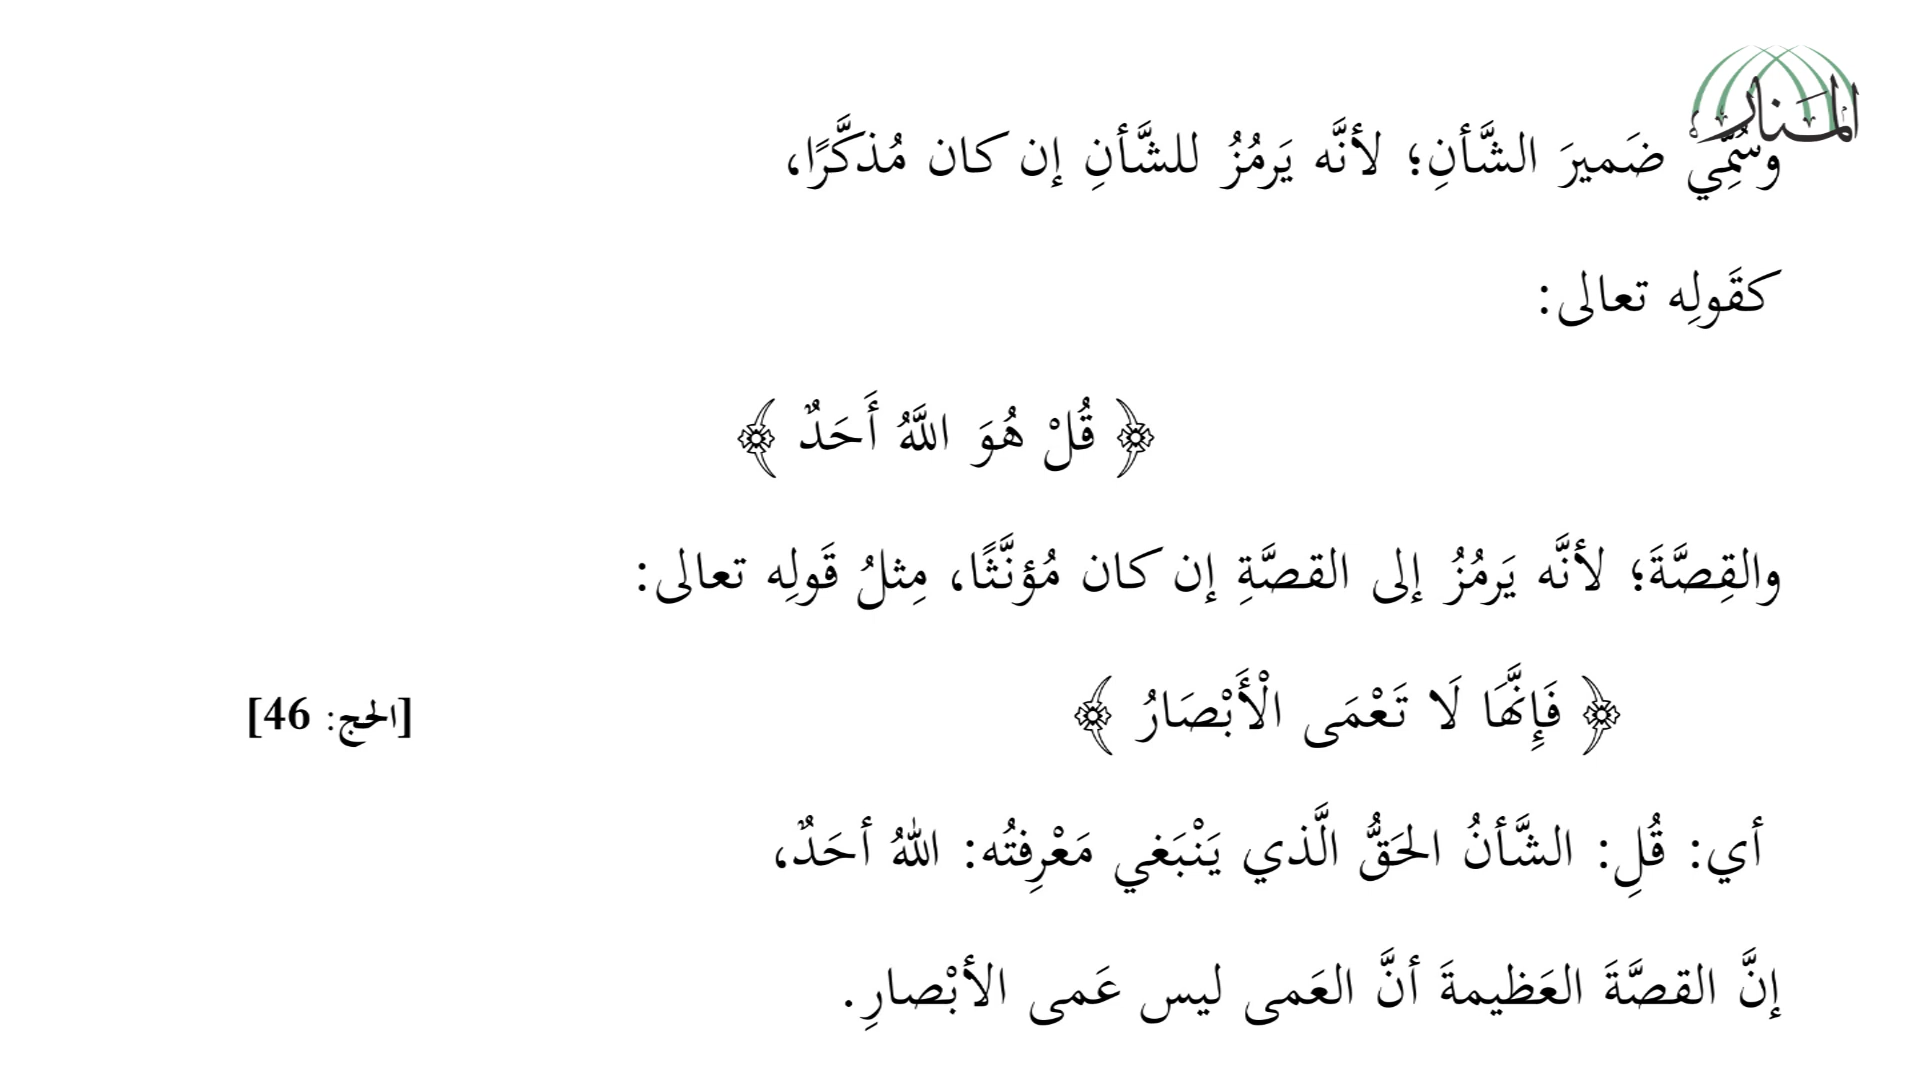 المنار
وسُمِّيْ ضَميرَ الشَّأنِ؛ لأنَّه يَرمُزُ للشَّأنِ إن كان مُذكَّرًا،
كقَولِه تعالى:
﴿ قُلْ هُوَ اللَّهُ أَحَدٌ ﴾
والقِصَّةَ؛ لأنَّه يَرمُزُ إلى القصَّةِ إن كان مُؤنَّثًا، مِثلُ قَولِه تعالى:
﴿ فَإِنَّهَا لَا تَعْمَى الْأَبْصَارُ ﴾ [الحج: 46]
أي: قُلِ: الشَّأنُ الحَقُّ الَّذي يَنْبَغي مَعْرِفتُه: اللهُ أحَدٌ،
إنَّ القصَّةَ العَظيمةَ أنَّ العَمى ليس عَمى الأبْصارِ.